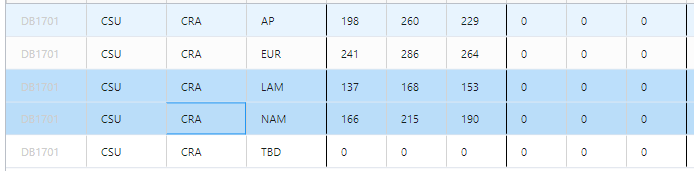 DB1701 CSU CRA AP 198 260 229 0 0 0
DB1701 CSU CRA EUR 241 286 264 0 0 0
DB1701 CSU CRA LAM 137 168 153 0 0 0
DB1701 CSU CRA NAM 166 215 190 0 0 0
DB1701 CSU CRA TBD 0 0 0 0 0 0